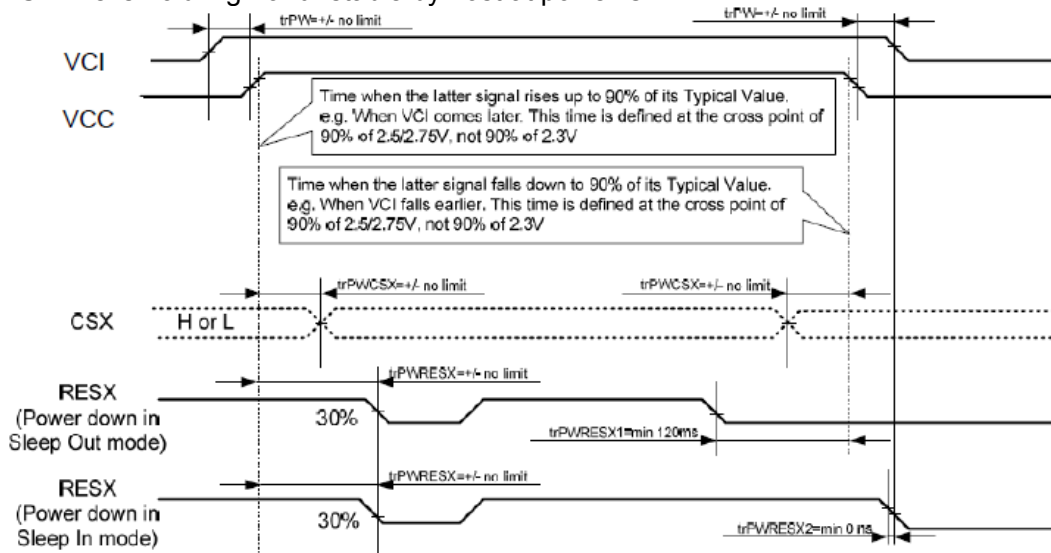 trPW=+/- no limit
trPW=+/- no limit
VCI
VCC
Time when the latter signal rises up to 90% of its Typical Value.
e.g. When VCI comes later. This time is defined at the cross point of
90% of 2.5/2.75V, not 90% of 2.3V
Time when the latter signal falls down to 90% of its Typical Value.
e.g. When VCI falls earlier. This time is defined at the cross point of
90% of 2.5/2.75V, not 90% of 2.3V
trPWCSX=+/- no limit
trPWCSX=+/- no limit
CSX
H or L
trPWRESX=+/- no limit
RESX
(Power down in
Sleep Out mode)
30%
trPWRESX1=min 120ms
trPWRESX=+/- no limit
RESX
(Power down in
Sleep In mode)
30%
trPWRESX2=min 0 ns